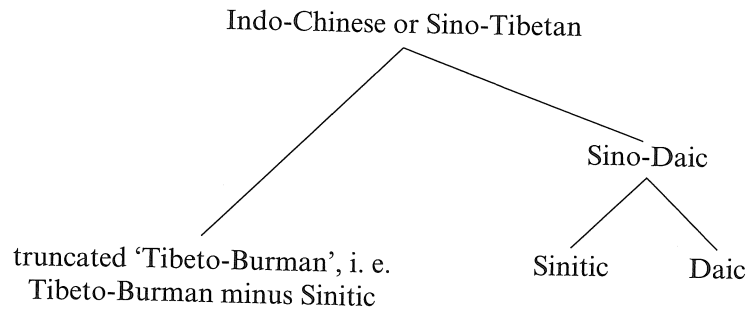 Indo-Chinese or Sino-Tibetan
Sino-Daic
truncated ‘Tibeto-Burman’, i. e.
Tibeto-Burman minus Sinitic
Sinitic
Daic